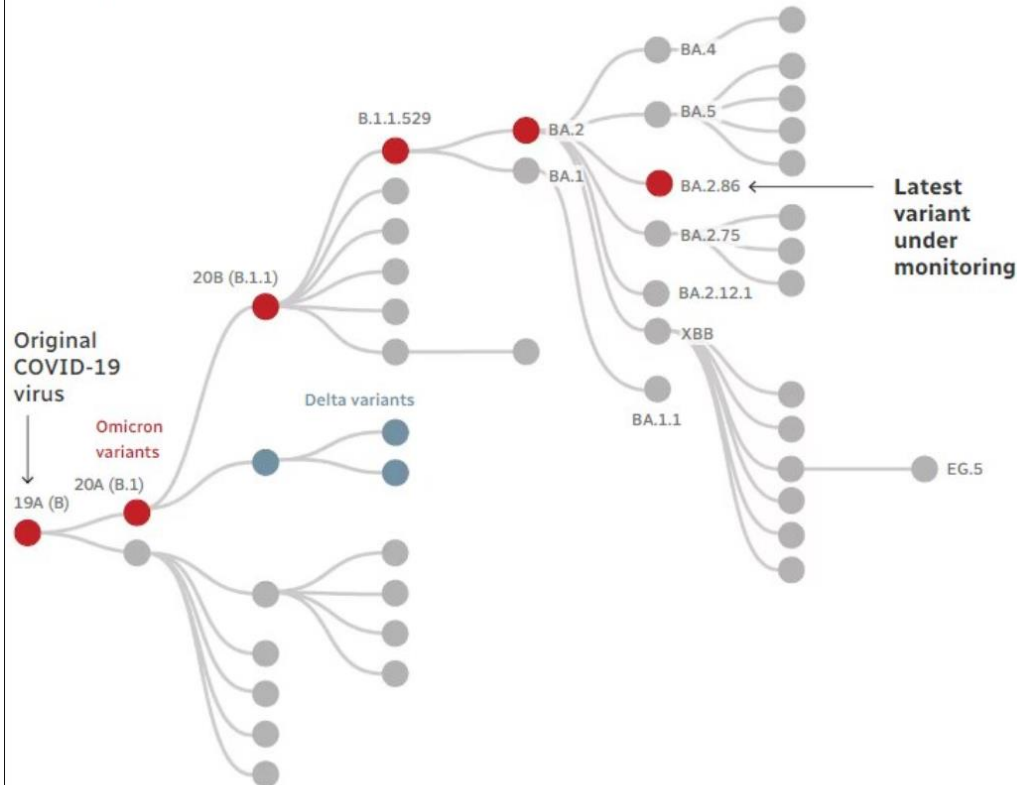 BA.4
B.1.1.529
BA.5
BA.2
BA.1
BA.2.86
Latest
variant
under
monitoring
BA.2.75
20B (B.1.1)
BA.2.12.1
XBB
Original
COVID-19
virus
Delta variants
BA.1.1
Omicron
variants
EG.5
20A (B.1)
19A (B)